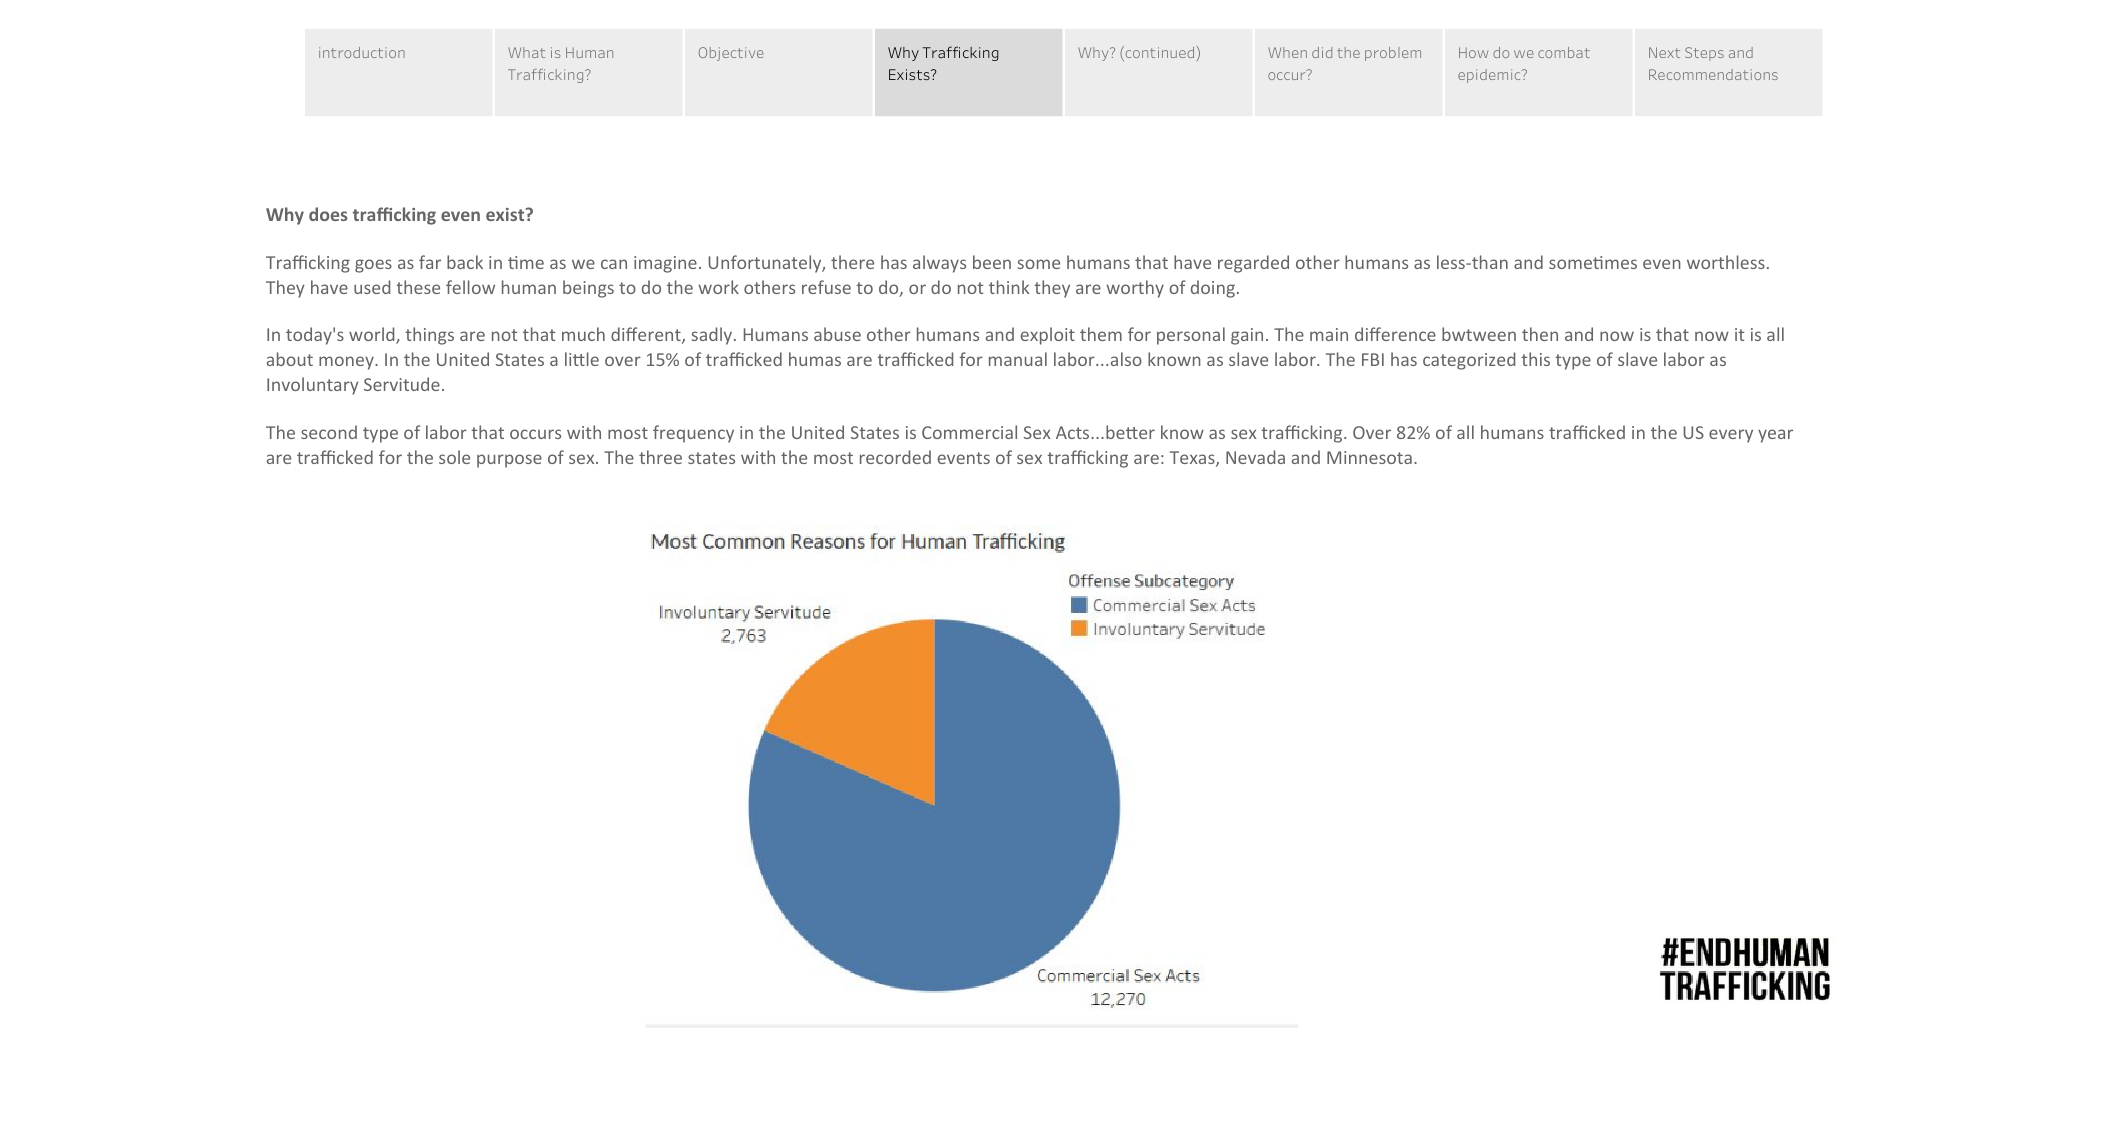 introduction
What is Human
Trafficking?
Objective
Why Trafficking
Exists?
Why? (continued)
When did the problem
occur?
How do we combat
epidemic?
Next Steps and
Recommendations
Why does trafficking even exist?
Trafficking goes as far back in time as we can imagine. Unfortunately, there has always been some humans that have regarded other humans as less-than and sometimes even worthless.
They have used these fellow human beings to do the work others refuse to do, or do not think they are worthy of doing.
In today's world, things are not that much different, sadly. Humans abuse other humans and exploit them for personal gain. The main difference bwtween then and now is that now it is all
about money. In the United States a little over 15% of trafficked humas are trafficked for manual labor...also known as slave labor. The FBI has categorized this type of slave labor as
Involuntary Servitude.
The second type of labor that occurs with most frequency in the United States is Commercial Sex Acts...better know as sex trafficking. Over 82% of all humans trafficked in the US every year
are trafficked for the sole purpose of sex. The three states with the most recorded events of sex trafficking are: Texas, Nevada and Minnesota.
Most Common Reasons for Human Trafficking
Offense Subcategory
Commercial Sex Acts
Involuntary Servitude
Involuntary Servitude
2,763
Commercial Sex Acts
12,270
#ENDHUMAN
TRAFFICKING